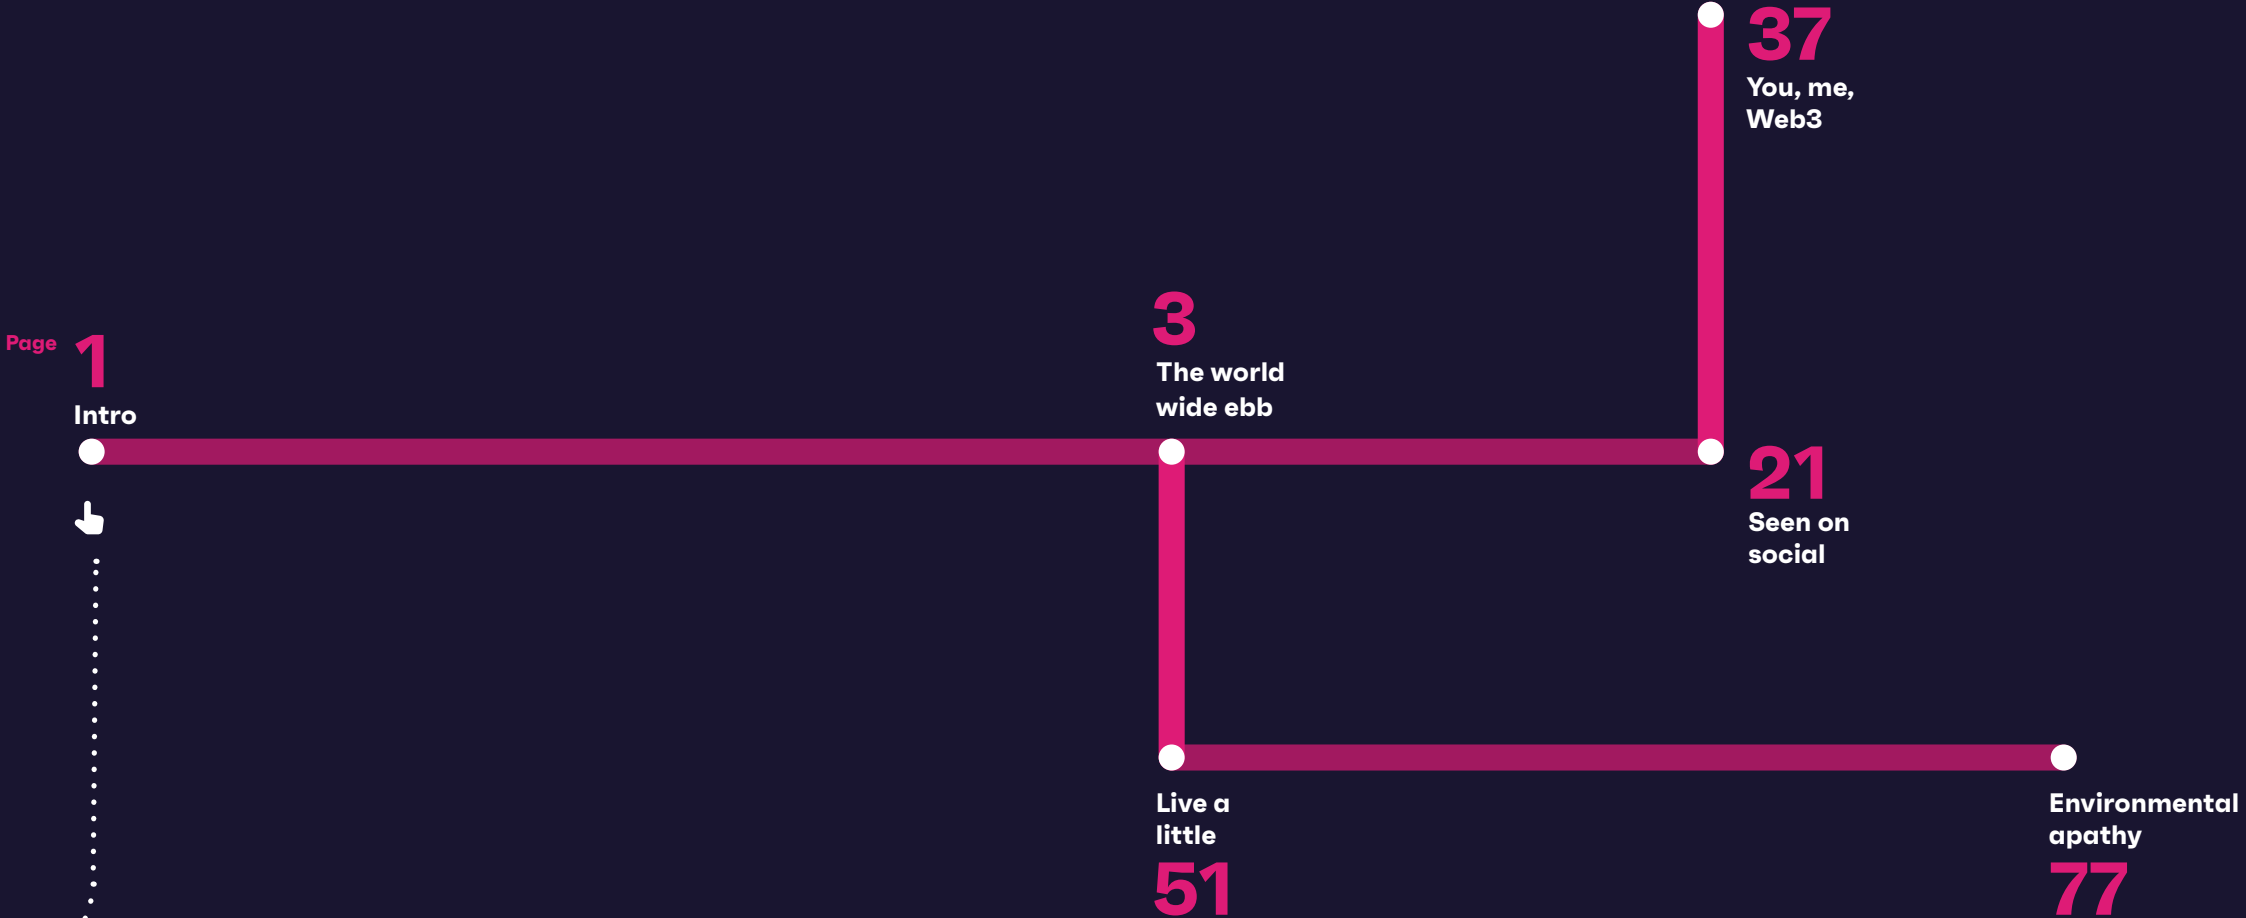 Page 1
Intro
3
The world
wide ebb
37
You, me,
Web3
21
Seen on
social
Live a
little
51
Environmental
apathy
77